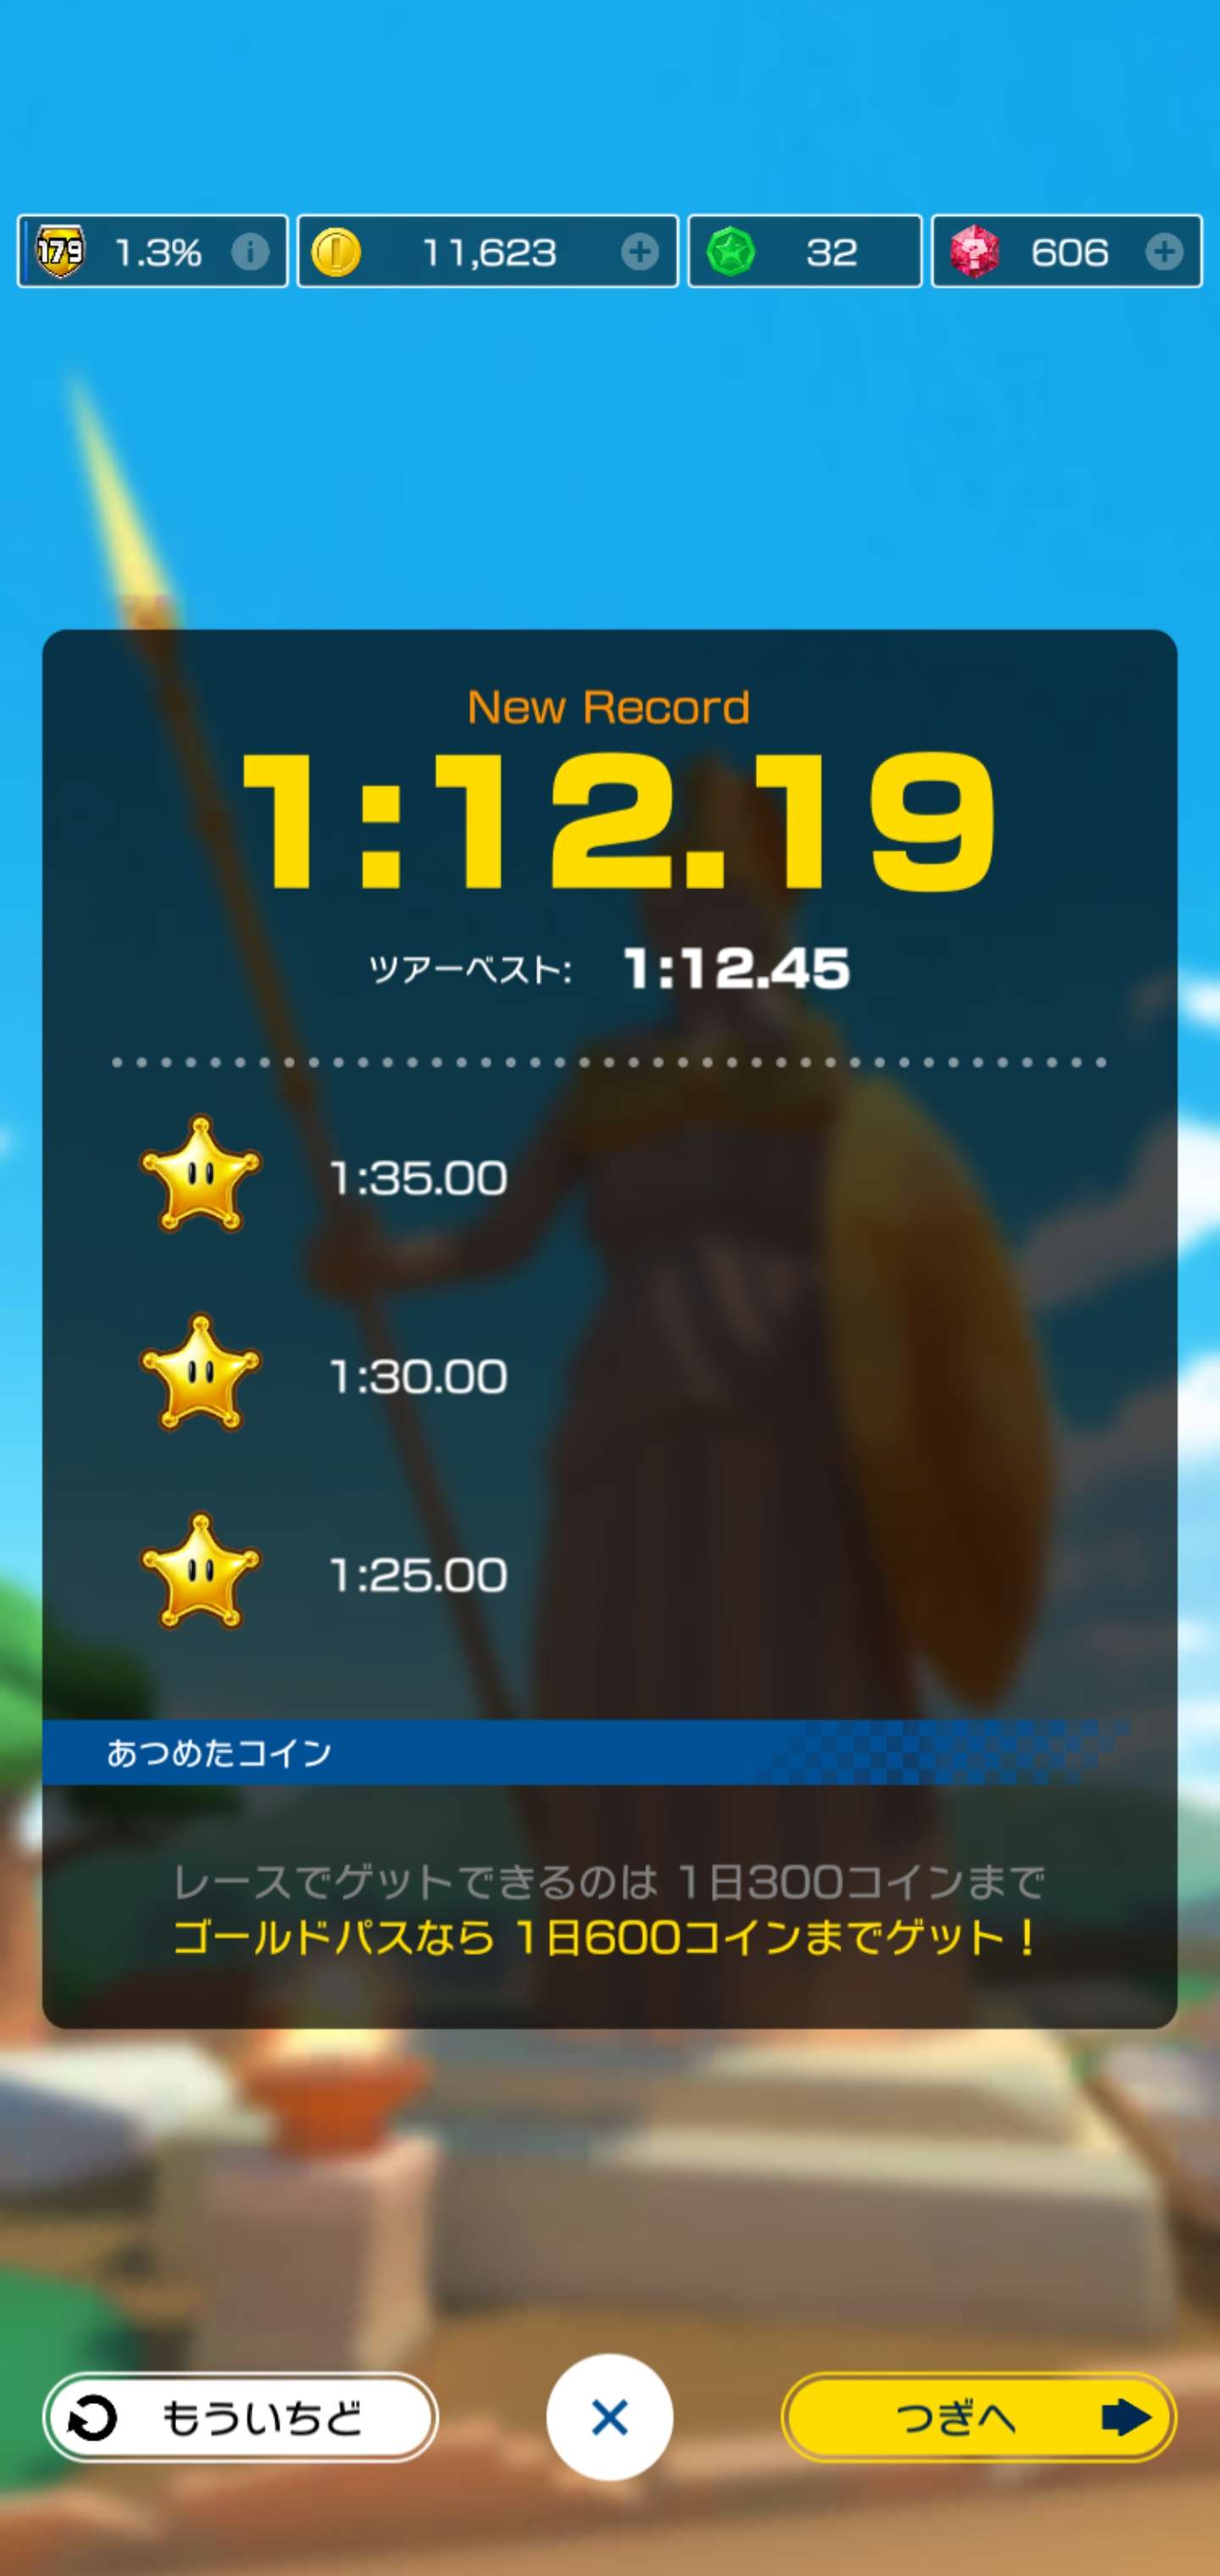 179 1.3% 11,623 32 606
New Record
1:12.19
ツアーベスト: 1:12.45
1:35.00
1:30.00
1:25.00
あつめたコイン
レースでゲットできるのは 1日300コインまで
ゴールドパスなら 1日600コインまでゲット！
もういちど つぎへ